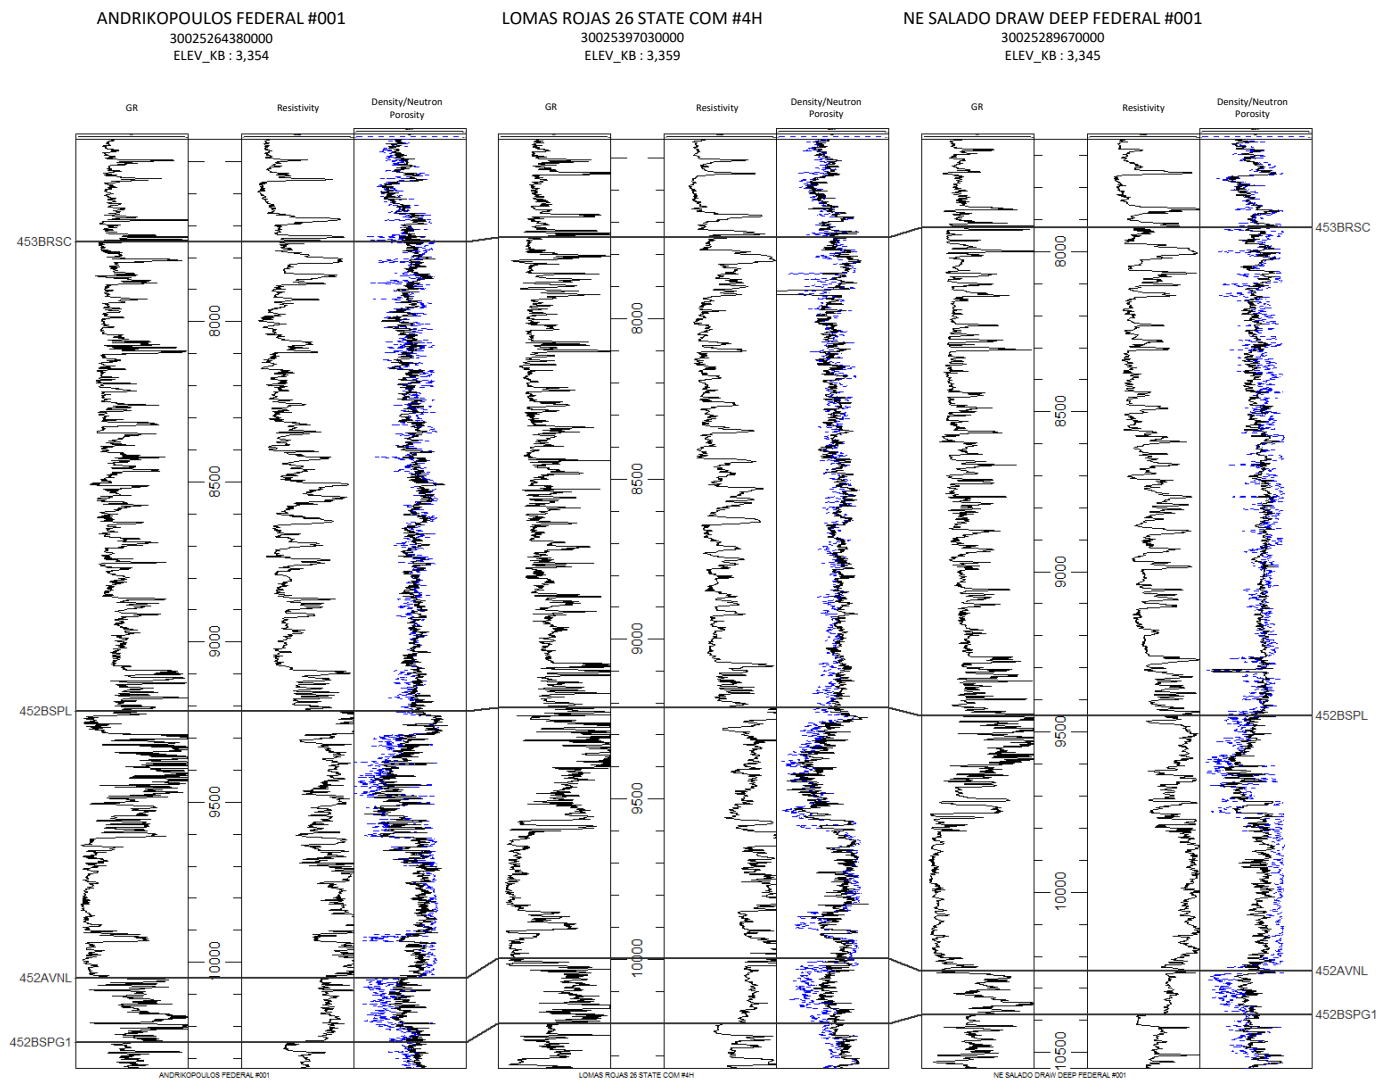 ANDRIKOPOULOS FEDERAL #001
30025264380000
ELEV_KB : 3,354
LOMAS ROJAS 26 STATE COM #4H
30025397030000
ELEV_KB : 3,359
NE SALADO DRAW DEEP FEDERAL #001
30025289670000
ELEV_KB : 3,345
GR
Resistivity
Density/Neutron
Porosity
GR
Resistivity
Density/Neutron
Porosity
GR
Resistivity
Density/Neutron
Porosity
453BRSC
453BRSC
8000
8500
9000
9500
10000
8000
8500
9000
9500
10000
8000
8500
9000
9500
10000
10500
452BSPL
452BSPL
452AVNL
452AVNL
452BSPG1
452BSPG1
ANDRIKOPOULOS FEDERAL #001
LOMAS ROJAS 26 STATE COM #4H
NE SALADO DRAW DEEP FEDERAL #001